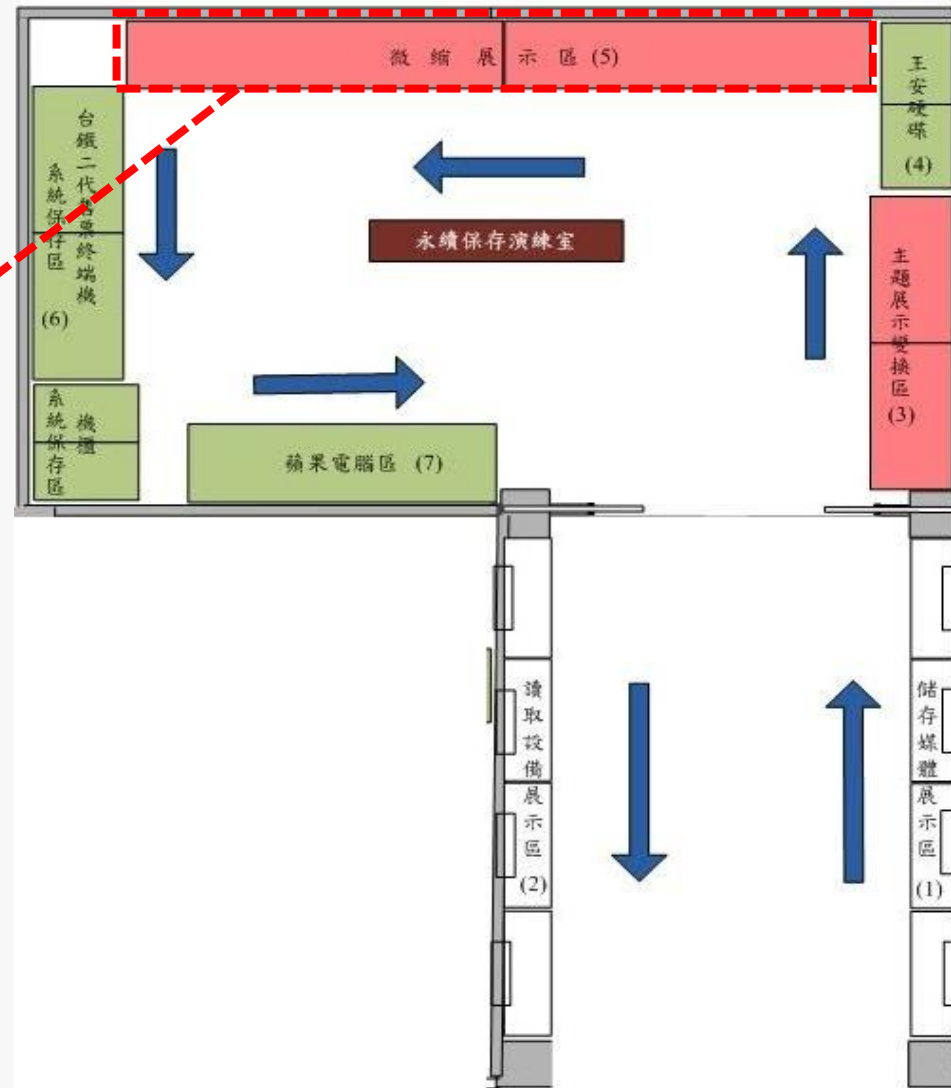 微縮展示區 (5)
王安硬碟
(4)
台鐵二代售票終端機
系統保存區
(6)
永續保存演練室
主題展示變換區
(3)
機櫃
系統保存區
蘋果電腦區 (7)
讀取設備展示區
(2)
儲存媒體展示區
(1)